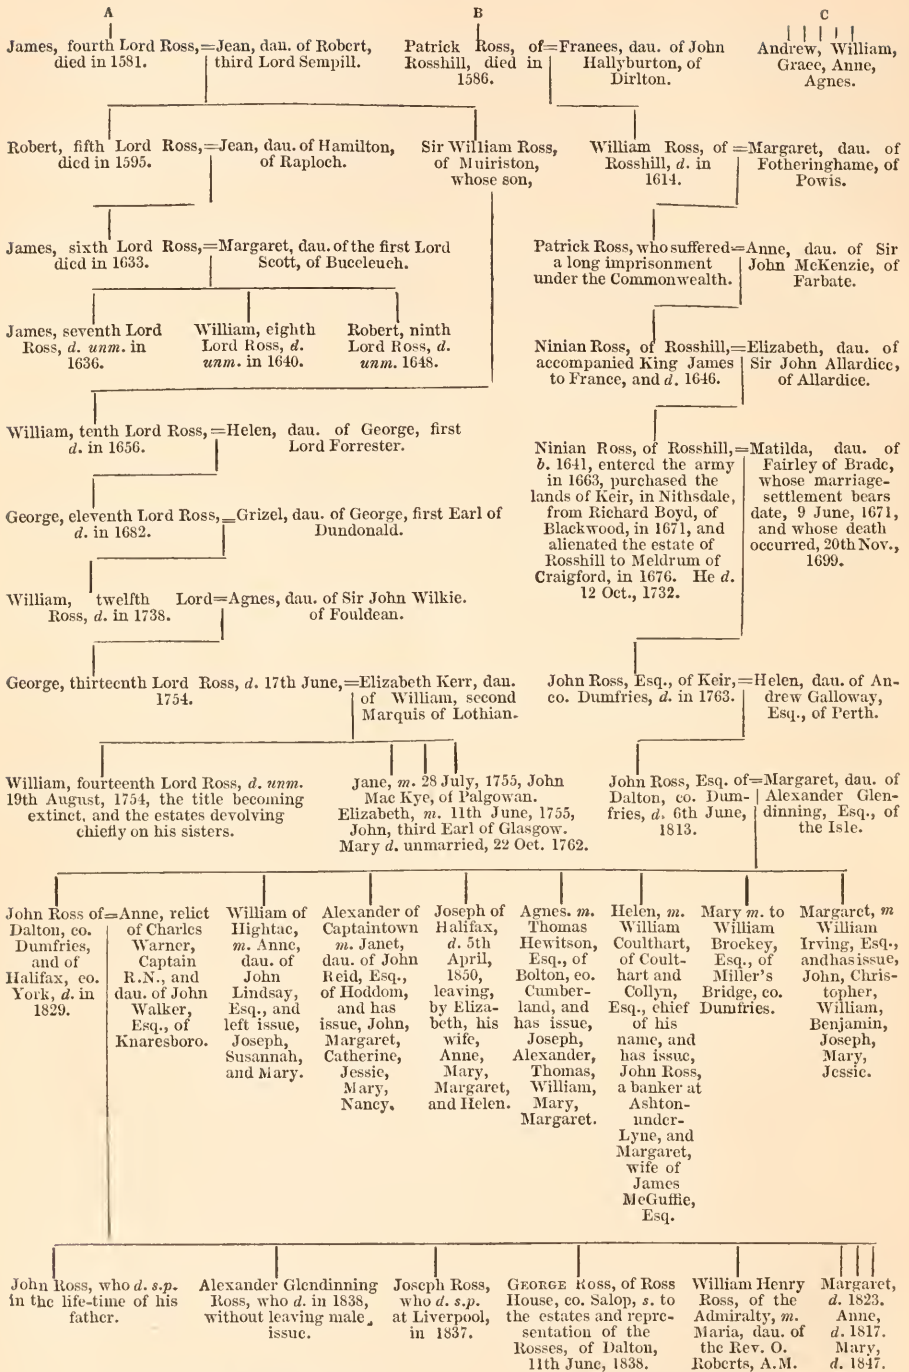 A
James, fourth Lord Ross,=Jean, dau. of Robert,
died in 1581. third Lord Sempill.
B
Patrick Ross, of=Frances, dau. of John
Rosshill, died in Hallyburton, of
1586. Dirlton.
C
Andrew, William,
Grace, Anne,
Agnes.
Robert, fifth Lord Ross,=Jean, dau. of Hamilton,
died in 1595. of Raploch.
Sir William Ross,
of Muiriston,
whose son,
William Ross, of =Margaret, dau. of
Rosshill, d. in Fotheringhame, of
1614. Powis.
James, sixth Lord Ross,=Margaret, dau. of the first Lord
died in 1633. Scott, of Buccleuch.
Patrick Ross, who suffered=Anne, dau. of Sir
a long imprisonment John McKenzie, of
under the Commonwealth. Farbate.
James, seventh Lord
Ross, d. unm. in
1636.
William, eighth
Lord Ross, d.
unm. in 1640.
Robert, ninth
Lord Ross, d.
unm. 1648.
Ninian Ross, of Rosshill,=Elizabeth, dau. of
accompanied King James Sir John Allardice,
to France, and d. 1646. of Allardice.
William, tenth Lord Ross,=Helen, dau. of George, first
d. in 1656. Lord Forrester.
Ninian Ross, of Rosshill,=Matilda, dau. of
b. 1641, entered the army Fairley of Brade,
in 1663, purchased the whose marriage-
lands of Keir, in Nithsdale, settlement bears
from Richard Boyd, of date, 9 June, 1671,
Blackwood, in 1671, and and whose death
alienated the estate of occurred, 20th Nov.,
Rosshill to Meldrum of 1699.
Craigford, in 1676. He d.
12 Oct., 1732.
George, eleventh Lord Ross,=Grizel, dau. of George, first Earl of
d. in 1682. Dundonald.
William, twelfth Lord=Agnes, dau. of Sir John Wilkie.
Ross, d. in 1738. of Fouldean.
George, thirteenth Lord Ross, d. 17th June,=Elizabeth Kerr, dau.
1754. of William, second
Marquis of Lothian.
John Ross, Esq., of Keir,=Helen, dau. of An-
co. Dumfries, d. in 1763. drew Galloway,
Esq., of Perth.
William, fourteenth Lord Ross, d. unm.
19th August, 1754, the title becoming
extinct, and the estates devolving
chiefly on his sisters.
Jane, m. 28 July, 1755, John
Mac Kye, of Palgowan.
Elizabeth, m. 11th June, 1755,
John, third Earl of Glasgow.
Mary d. unmarried, 22 Oct. 1762.
John Ross, Esq. of=Margaret, dau. of
Dalton, co. Dum- Alexander Glen-
fries, d. 6th June, dinning, Esq., of
1813. the Isle.
John Ross of=Anne, relict
Dalton, co. of Charles
Dumfries, Warner,
and of Captain
Halifax, co. R.N., and
York, d. in dau. of John
1829. Walker,
Esq., of
Knaresboro.
William of
Hightac,
m. Anne,
dau. of
John
Lindsay,
Esq., and
left issue,
Joseph,
Susannah,
and Mary.
Alexander of
Captaintown
m. Janet,
dau. of John
Reid, Esq.,
of Hoddom,
and has
issue, John,
Margaret,
Catherine,
Jessie,
Mary,
Nancy.
Joseph of
Halifax,
d. 5th
April,
1850,
leaving,
by Eliza-
beth, his
wife,
Anne,
Mary,
Margaret,
and Helen.
Agnes. m.
Thomas
Hewitson,
Esq., of
Bolton, co.
Cumber-
land, and
has issue,
Joseph,
Alexander,
Thomas,
William,
Mary,
Margaret.
Helen, m.
William
Coulthart,
of Coult-
hart and
Collyn,
Esq., chief
of his
name, and
has issue,
John Ross,
a banker at
Ashton-
under-
Lyne, and
Margaret,
wife of
James
McGuffie,
Esq.
Mary m. to
William
Brockey,
Esq., of
Miller's
Bridge, co.
Dumfries.
Margaret, m
William
Irving, Esq.,
and has issue,
John, Chris-
topher,
William,
Benjamin,
Joseph,
Mary,
Jessie.
John Ross, who d. s.p.
in the life-time of his
father.
Alexander Glendinning
Ross, who d. in 1838,
without leaving male
issue.
Joseph Ross,
who d. s.p.
at Liverpool,
in 1837.
GEORGE Ross, of Ross
House, co. Salop, s. to
the estates and repre-
sentation of the
Rosses, of Dalton,
11th June, 1838.
William Henry
Ross, of the
Admiralty, m.
Maria, dau. of
the Rev. O.
Roberts, A.M.
Margaret,
d. 1823.
Anne,
d. 1817.
Mary,
d. 1847.